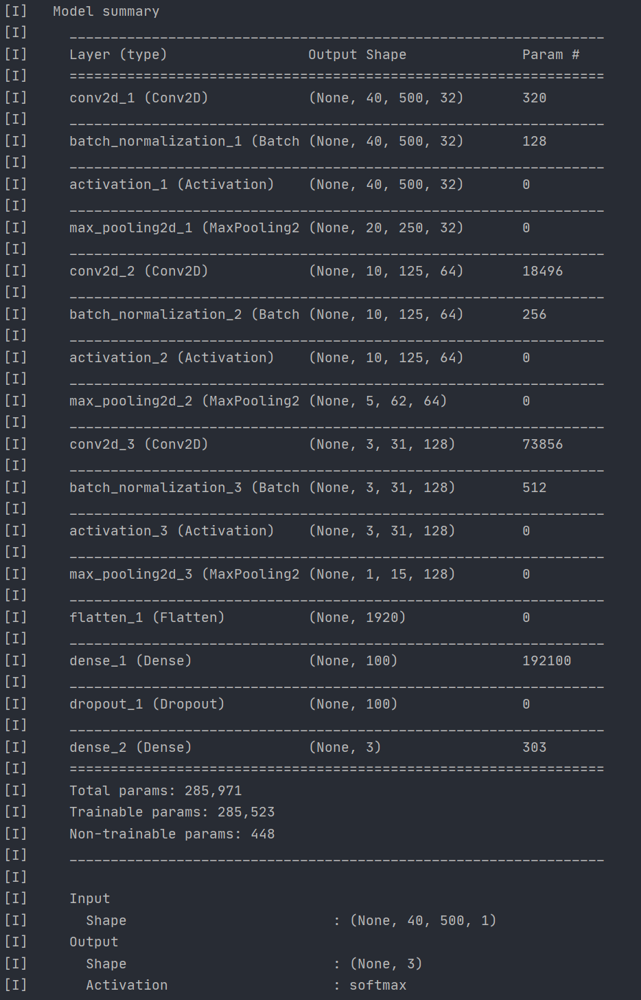 [I]   Model summary
[I]     _________________________________________________________________
[I]     Layer (type)                 Output Shape              Param #
[I]     =================================================================
[I]     conv2d_1 (Conv2D)            (None, 40, 500, 32)       320
[I]     _________________________________________________________________
[I]     batch_normalization_1 (Batch (None, 40, 500, 32)       128
[I]     _________________________________________________________________
[I]     activation_1 (Activation)    (None, 40, 500, 32)       0
[I]     _________________________________________________________________
[I]     max_pooling2d_1 (MaxPooling2 (None, 20, 250, 32)       0
[I]     _________________________________________________________________
[I]     conv2d_2 (Conv2D)            (None, 10, 125, 64)       18496
[I]     _________________________________________________________________
[I]     batch_normalization_2 (Batch (None, 10, 125, 64)       256
[I]     _________________________________________________________________
[I]     activation_2 (Activation)    (None, 10, 125, 64)       0
[I]     _________________________________________________________________
[I]     max_pooling2d_2 (MaxPooling2 (None, 5, 62, 64)         0
[I]     _________________________________________________________________
[I]     conv2d_3 (Conv2D)            (None, 3, 31, 128)        73856
[I]     _________________________________________________________________
[I]     batch_normalization_3 (Batch (None, 3, 31, 128)        512
[I]     _________________________________________________________________
[I]     activation_3 (Activation)    (None, 3, 31, 128)        0
[I]     _________________________________________________________________
[I]     max_pooling2d_3 (MaxPooling2 (None, 1, 15, 128)        0
[I]     _________________________________________________________________
[I]     flatten_1 (Flatten)          (None, 1920)              0
[I]     _________________________________________________________________
[I]     dense_1 (Dense)              (None, 100)               192100
[I]     _________________________________________________________________
[I]     dropout_1 (Dropout)          (None, 100)               0
[I]     _________________________________________________________________
[I]     dense_2 (Dense)              (None, 3)                 303
[I]     =================================================================
[I]     Total params: 285,971
[I]     Trainable params: 285,523
[I]     Non-trainable params: 448
[I]     _________________________________________________________________
[I]
[I]     Input
[I]       Shape                         : (None, 40, 500, 1)
[I]     Output
[I]       Shape                         : (None, 3)
[I]       Activation                    : softmax